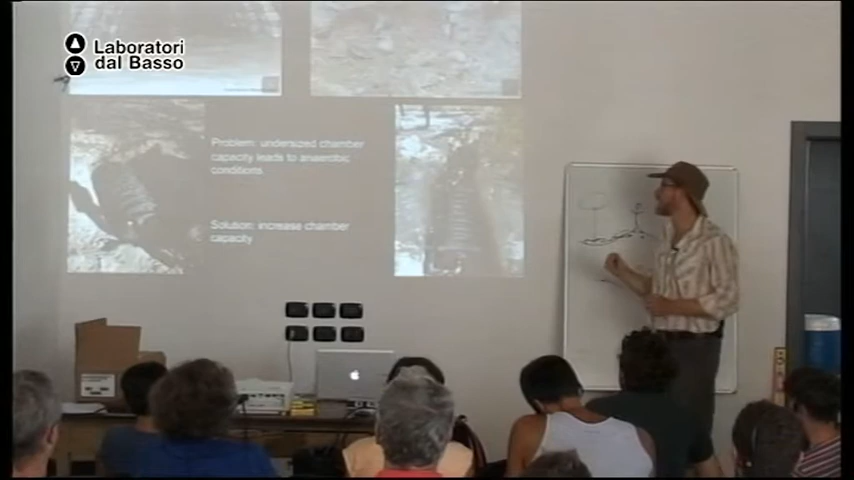 Laboratori
dal Basso
Problem: undersized chamber
capacity leads to anaerobic
conditions
Solution: increase chamber
capacity